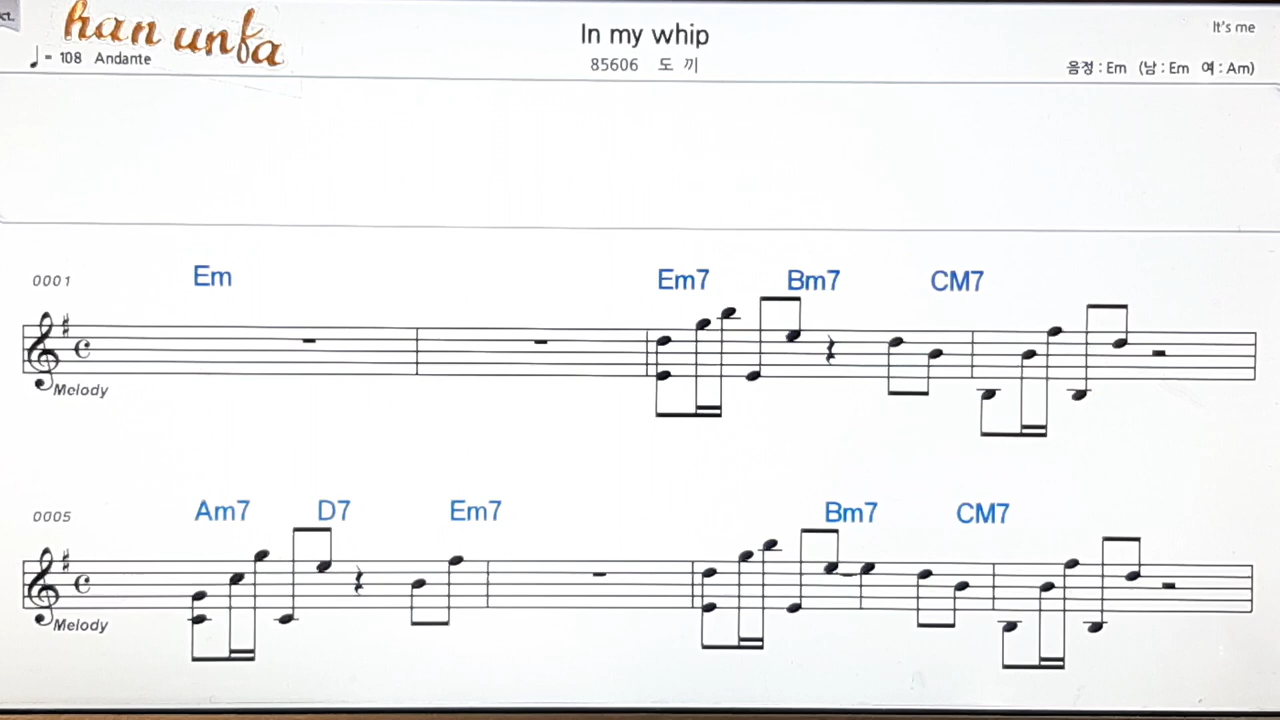 ct.
han unfa
In my whip
It's me
♩= 108 Andante
85606 도 끼
음정 : Em (남 : Em 여 : Am)
0001 Em Em7 Bm7 CM7
Melody
0005 Am7 D7 Em7 Bm7 CM7
Melody